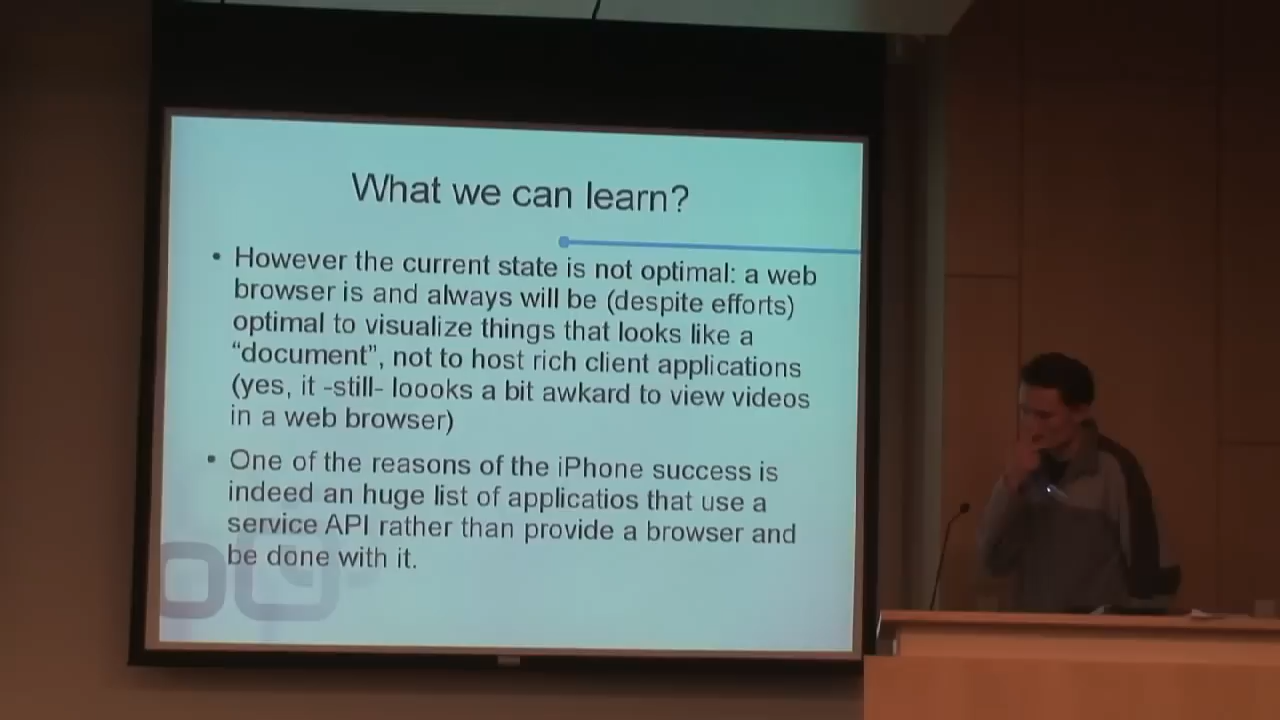 What we can learn?
• However the current state is not optimal: a web
browser is and always will be (despite efforts)
optimal to visualize things that looks like a
“document”, not to host rich client applications
(yes, it -still- loooks a bit awkard to view videos
in a web browser)
• One of the reasons of the iPhone success is
indeed an huge list of applicatios that use a
service API rather than provide a browser and
be done with it.